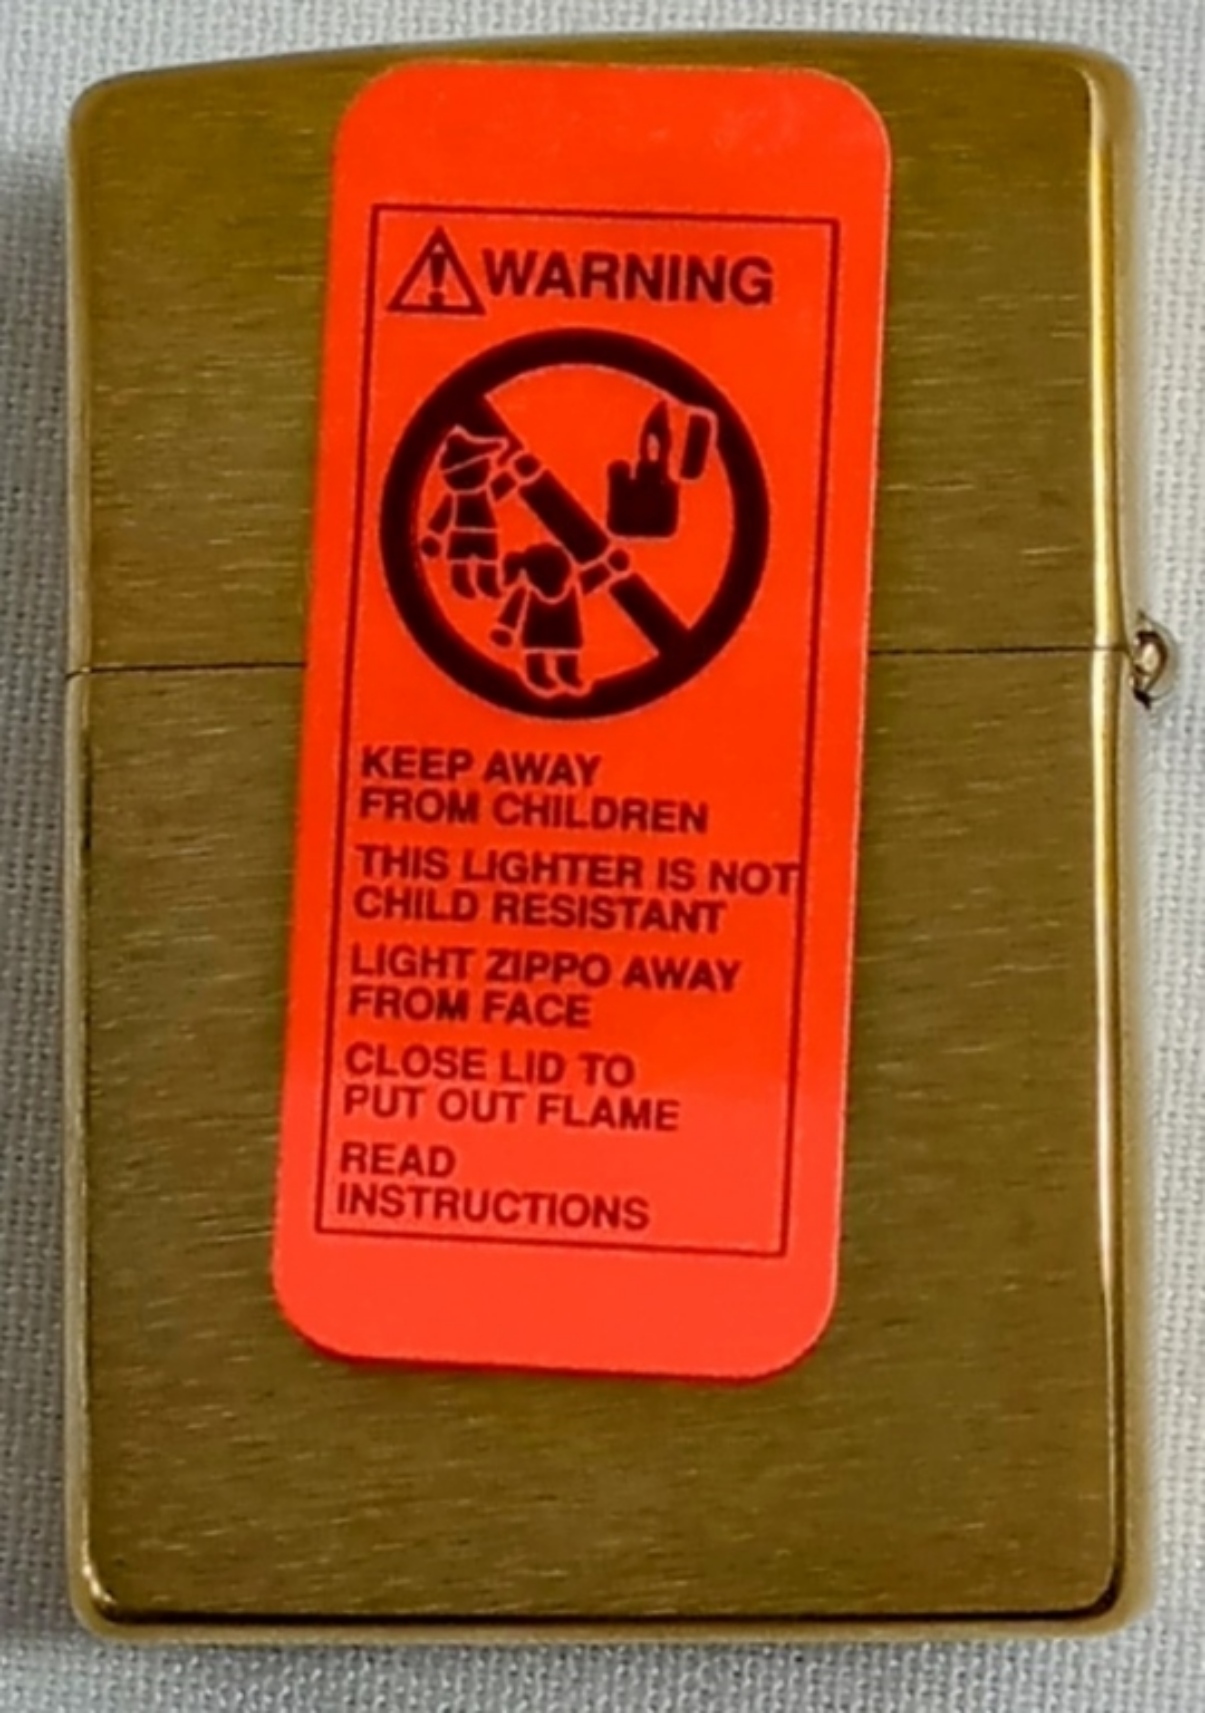 WARNING
KEEP AWAY
FROM CHILDREN
THIS LIGHTER IS NOT
CHILD RESISTANT
LIGHT ZIPPO AWAY
FROM FACE
CLOSE LID TO
PUT OUT FLAME
READ
INSTRUCTIONS